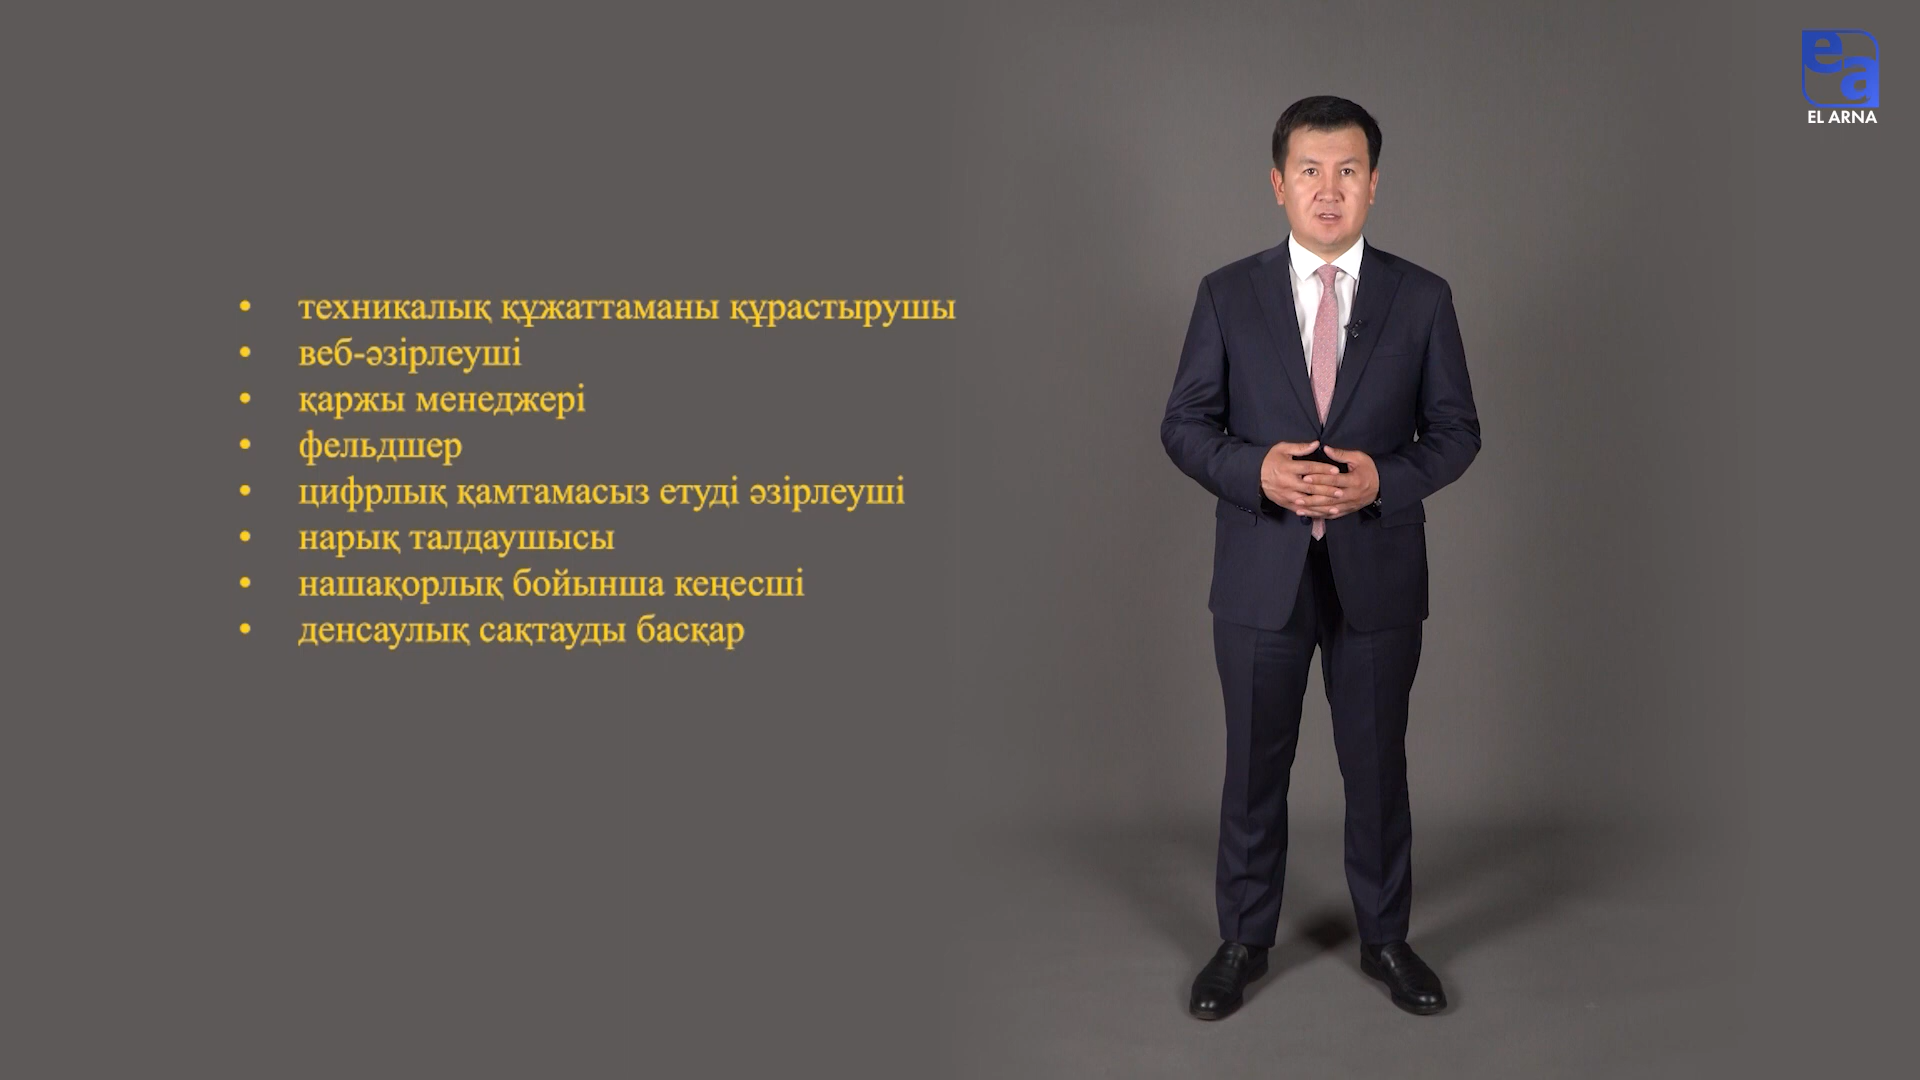 • техникалық құжаттаманы құрастырушы
• веб-әзірлеуші
• қаржы менеджері
• фельдшер
• цифрлық қамтамасыз етуді әзірлеуші
• нарық талдаушысы
• нашақорлық бойынша кеңесші
• денсаулық сақтауды басқар
ea
EL ARNA